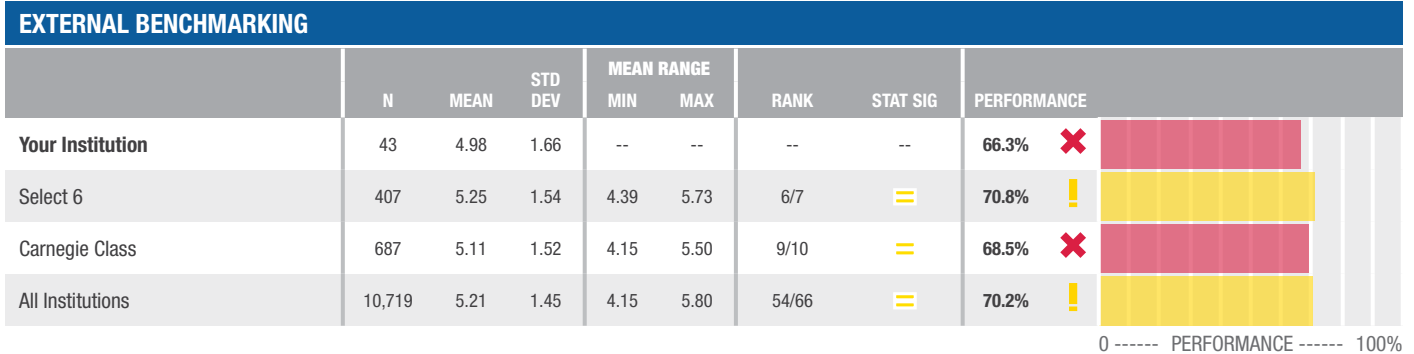 EXTERNAL BENCHMARKING
N MEAN STD DEV MEAN RANGE MIN MAX RANK STAT SIG PERFORMANCE
Your Institution 43 4.98 1.66 -- -- -- -- 66.3%
Select 6 407 5.25 1.54 4.39 5.73 6/7 = 70.8% !
Carnegie Class 687 5.11 1.52 4.15 5.50 9/10 = 68.5%
All Institutions 10,719 5.21 1.45 4.15 5.80 54/66 = 70.2% !
0 ------ PERFORMANCE ------ 100%